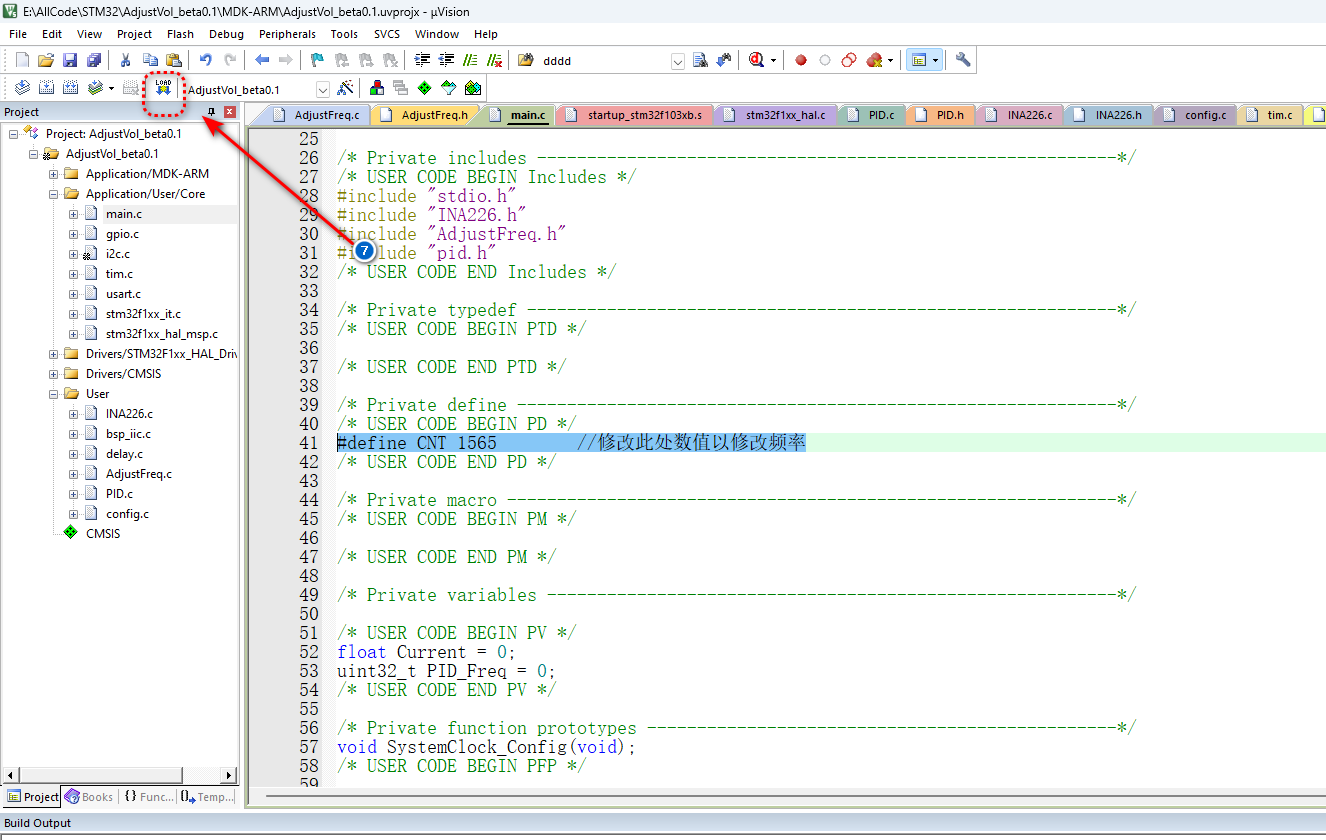 E:\AllCode\STM32\AdjustVol_beta0.1\MDK-ARM\AdjustVol_beta0.1.uvprojx - µVision
File Edit View Project Flash Debug Peripherals Tools SVCS Window Help
dddd
LOAD AdjustVol_beta0.1
Project
AdjustFreq.c AdjustFreq.h main.c startup_stm32f103xb.s stm32f1xx_hal.c PID.c PID.h INA226.c INA226.h config.c tim.c
Project: AdjustVol_beta0.1
AdjustVol_beta0.1
Application/MDK-ARM
Application/User/Core
main.c
gpio.c
i2c.c
tim.c
usart.c
stm32f1xx_it.c
stm32f1xx_hal_msp.c
Drivers/STM32F1xx_HAL_Driv
Drivers/CMSIS
User
INA226.c
bsp_iic.c
delay.c
AdjustFreq.c
PID.c
config.c
CMSIS
25
26 /* Private includes ----------------------------------------------------------*/
27 /* USER CODE BEGIN Includes */
28 #include "stdio.h"
29 #include "INA226.h"
30 #include "AdjustFreq.h"
31 #include "pid.h"
7
32 /* USER CODE END Includes */
33
34 /* Private typedef -----------------------------------------------------------*/
35 /* USER CODE BEGIN PTD */
36
37 /* USER CODE END PTD */
38
39 /* Private define ------------------------------------------------------------*/
40 /* USER CODE BEGIN PD */
41 #define CNT 1565 //修改此处数值以修改频率
42 /* USER CODE END PD */
43
44 /* Private macro -------------------------------------------------------------*/
45 /* USER CODE BEGIN PM */
46
47 /* USER CODE END PM */
48
49 /* Private variables ---------------------------------------------------------*/
50
51 /* USER CODE BEGIN PV */
52 float Current = 0;
53 uint32_t PID_Freq = 0;
54 /* USER CODE END PV */
55
56 /* Private function prototypes -----------------------------------------------*/
57 void SystemClock_Config(void);
58 /* USER CODE BEGIN PFP */
59
Project Books {} Func... Temp...
Build Output